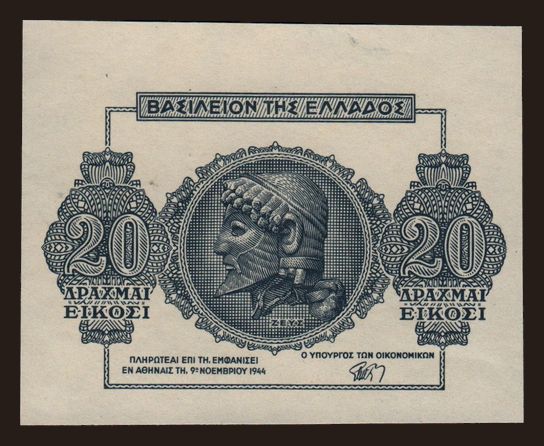 ΒΑΣΙΛΕΙΟΝ ΤΗΣ ΕΛΛΑΔΟΣ
20
ΔΡΑΧΜΑΙ
ΕΙΚΟΣΙ
20
ΔΡΑΧΜΑΙ
ΕΙΚΟΣΙ
ΖΕΥΣ
ΠΛΗΡΩΤΕΑΙ ΕΠΙ ΤΗ, ΕΜΦΑΝΙΣΕΙ
ΕΝ ΑΘΗΝΑΙΣ ΤΗ, 9ῃ ΝΟΕΜΒΡΙΟΥ 1944
Ο ΥΠΟΥΡΓΟΣ ΤΩΝ ΟΙΚΟΝΟΜΙΚΩΝ